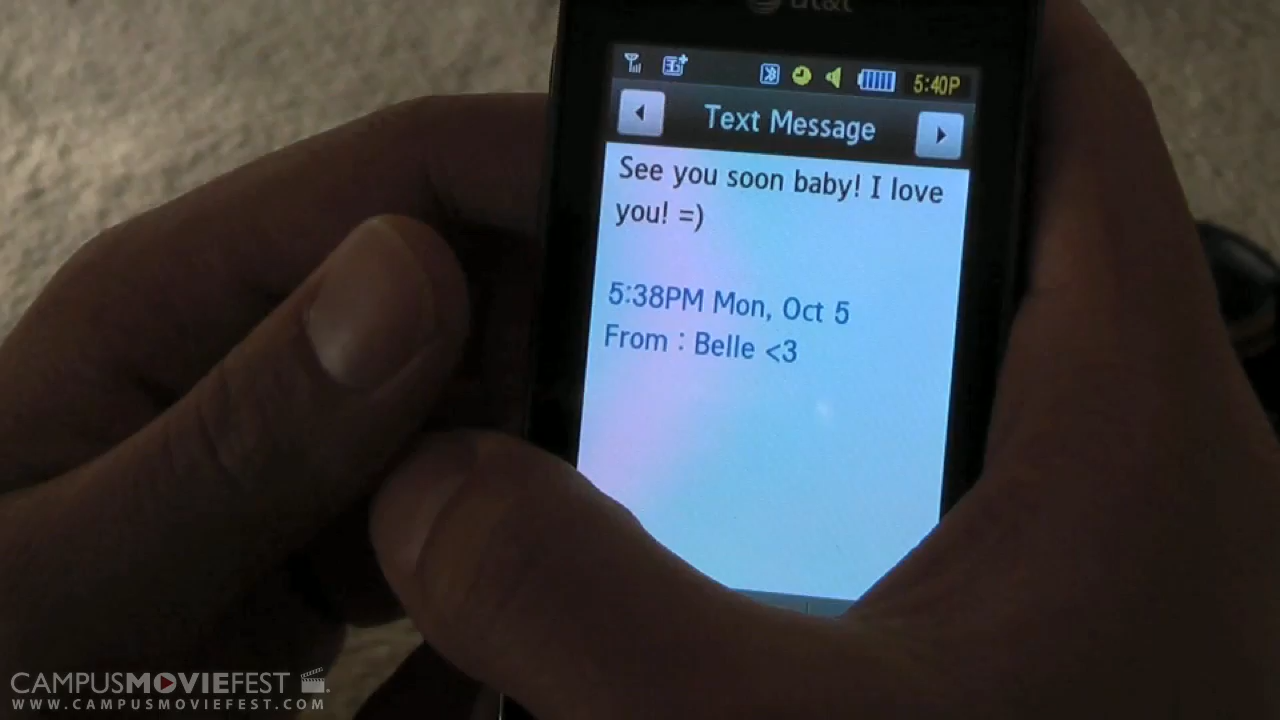 at&t
5:40P
Text Message
See you soon baby! I love
you! =)
5:38PM Mon, Oct 5
From : Belle <3
CAMPUSMOVIEFEST
WWW.CAMPUSMOVIEFEST.COM